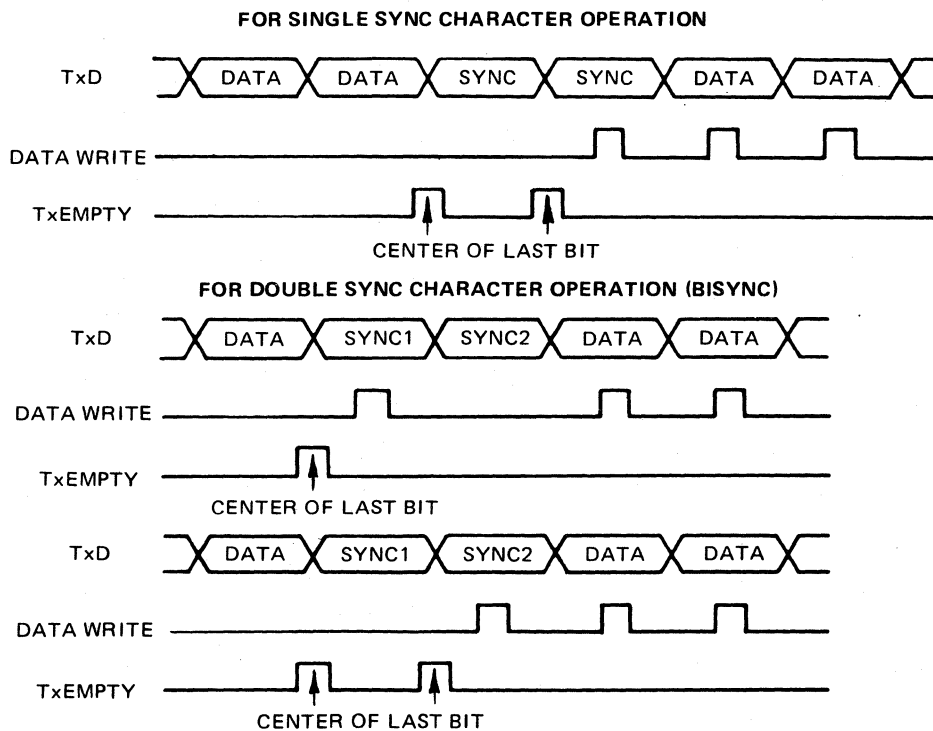 FOR SINGLE SYNC CHARACTER OPERATION
TxD DATA DATA SYNC SYNC DATA DATA
DATA WRITE
TxEMPTY
CENTER OF LAST BIT
FOR DOUBLE SYNC CHARACTER OPERATION (BISYNC)
TxD DATA SYNC1 SYNC2 DATA DATA
DATA WRITE
TxEMPTY
CENTER OF LAST BIT
TxD DATA SYNC1 SYNC2 DATA DATA
DATA WRITE
TxEMPTY
CENTER OF LAST BIT